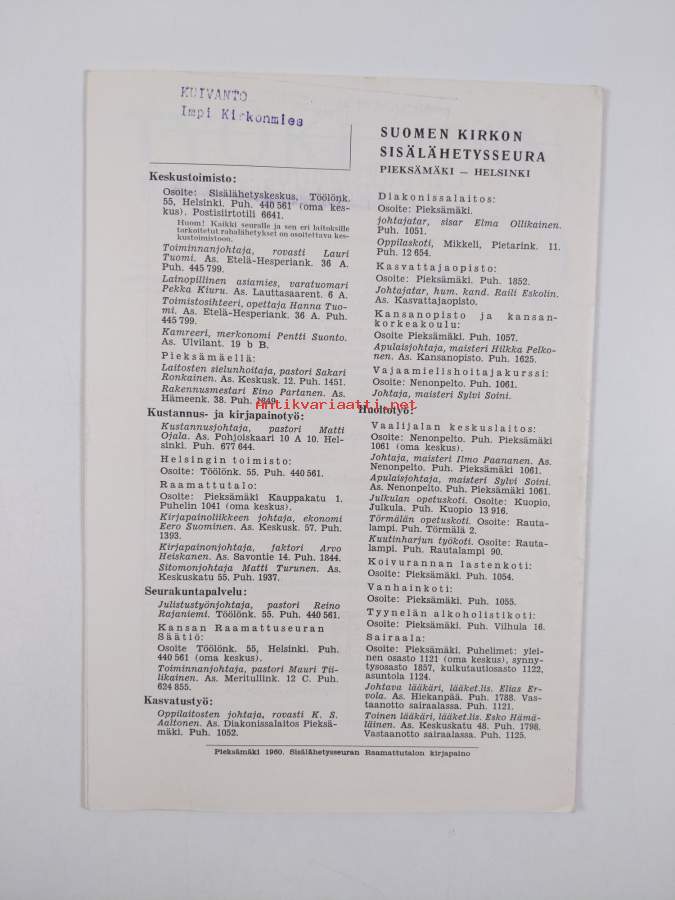 KUIVANTO
Impi Kirkonmies
SUOMEN KIRKON
SISÄLÄHETYSSEURA
PIEKSÄMÄKI — HELSINKI
Keskustoimisto:
Osoite: Sisälähetyskeskus, Töölönk.
55, Helsinki. Puh. 440 561 (oma kes-
kus). Postisiirtotili 6641.
Huom! Kaikki seuralle ja sen eri laitoksille
tarkoitetut rahalähetykset on osoitettava kes-
kustoimistoon.
Toiminnanjohtaja, rovasti Lauri
Tuomi. As. Etelä-Hesperiank. 36 A.
Puh. 445 799.
Lainopillinen asiamies, varatuomari
Pekka Kiuru. As. Lauttasaarent. 6 A.
Toimistosihteeri, opettaja Hanna Tuo-
mi. As. Etelä-Hesperiank. 36 A. Puh.
445 799.
Kamreeri, merkonomi Pentti Suonto.
As. Ulvilant. 19 b B.
Pieksämäellä:
Laitosten sielunhoitaja, pastori Sakari
Ronkainen. As. Keskusk. 12. Puh. 1451.
Rakennusmestari Eino Partanen. As.
Hämeenk. 38. Puh. 1849.
Kustannus- ja kirjapainotyö:
Kustannusjohtaja, pastori Matti
Ojala. As. Pohjoiskaari 10 A 10. Hel-
sinki. Puh. 677 644.
Helsingin toimisto:
Osoite: Töölönk. 55. Puh. 440 561.
Raamattutalo:
Osoite: Pieksämäki Kauppakatu 1.
Puhelin 1041 (oma keskus).
Kirjapainoliikkeen johtaja, ekonomi
Eero Suominen. As. Keskusk. 57. Puh.
1393.
Kirjapainonjohtaja, faktori Arvo
Heiskanen. As. Savontie 14. Puh. 1844.
Sitomonjohtaja Matti Turunen. As.
Keskuskatu 55. Puh. 1937.
Seurakuntapalvelu:
Julistustyönjohtaja, pastori Reino
Rajaniemi. Töölönk. 55. Puh. 440 561.
Kansan Raamattuseuran
Säätiö:
Osoite Töölönk. 55, Helsinki. Puh.
440 561 (oma keskus).
Toiminnanjohtaja, pastori Mauri Tii-
likainen. As. Meritullink. 12 C. Puh.
624 855.
Kasvatustyö:
Oppilaitosten johtaja, rovasti K. S.
Aaltonen. As. Diakonissalaitos Pieksä-
mäki. Puh. 1052.
Diakonissalaitos:
Osoite: Pieksämäki.
johtajatar, sisar Elma Ollikainen.
Puh. 1051.
Oppilaskoti, Mikkeli, Pietarink. 11.
Puh. 12 654.
Kasvattajaopisto:
Osoite: Pieksämäki. Puh. 1852.
Johtajatar, hum. kand. Raili Eskolin.
As. Kasvattajaopisto.
Kansanopisto ja kansan-
korkeakoulu:
Osoite Pieksämäki. Puh. 1057.
Apulaisjohtaja, maisteri Hilkka Pelko-
nen. As. Kansanopisto. Puh. 1625.
Vajaamielishoitajakurssi:
Osoite: Nenonpelto. Puh. 1061.
Johtaja, maisteri Sylvi Soini.
Antikvariaatti.net
Huoltotyö:
Vaalijalan keskuslaitos:
Osoite: Nenonpelto. Puh. Pieksämäki
1061 (oma keskus).
Johtaja, maisteri Ilmo Paananen. As.
Nenonpelto. Puh. Pieksämäki 1061.
Apulaisjohtaja, maisteri Sylvi Soini.
As. Nenonpelto. Puh. Pieksämäki 1061.
Julkulan opetuskoti. Osoite: Kuopio,
Julkula. Puh. Kuopio 13 916.
Törmälän opetuskoti. Osoite: Rauta-
lampi. Puh. Törmälä 2.
Kuutinharjun työkoti. Osoite: Rauta-
lampi. Puh. Rautalampi 90.
Koivurannan lastenkoti:
Osoite: Pieksämäki. Puh. 1054.
Vanhainkoti:
Osoite: Pieksämäki. Puh. 1055.
Tyynelän alkoholistikoti:
Osoite: Pieksämäki. Puh. Vilhula 16.
Sairaala:
Osoite: Pieksämäki. Puhelimet: ylei-
nen osasto 1121 (oma keskus), synny-
tysosasto 1857, kulkutautiosasto 1122,
asuntola 1124.
Johtava lääkäri, lääket.lis. Elias Er-
vola. As. Hiekanpää. Puh. 1788. Vas-
taanotto sairaalassa. Puh. 1121.
Toinen lääkäri, lääket.lis. Esko Hämä-
läinen. As. Keskuskatu 48. Puh. 1798.
Vastaanotto sairaalassa. Puh. 1125.
Pieksämäki 1960. Sisälähetysseuran Raamattutalon kirjapaino